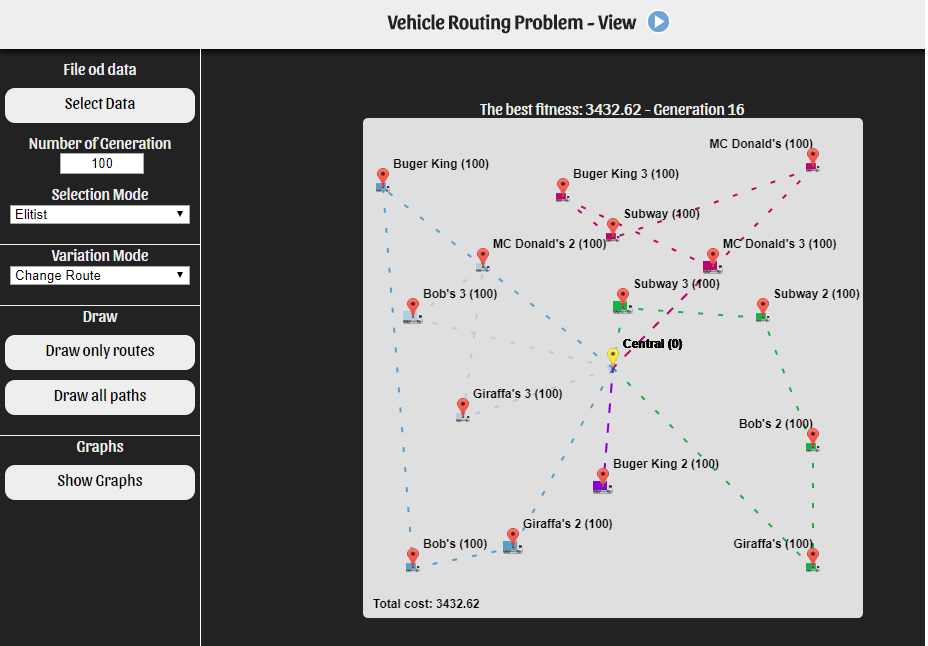 Vehicle Routing Problem - View
File od data
Select Data
Number of Generation
100
Selection Mode
Elitist
Variation Mode
Change Route
Draw
Draw only routes
Draw all paths
Graphs
Show Graphs
The best fitness: 3432.62 - Generation 16
MC Donald's (100)
Buger King (100)
Buger King 3 (100)
Subway (100)
MC Donald's 2 (100)
MC Donald's 3 (100)
Subway 3 (100)
Bob's 3 (100)
Subway 2 (100)
Central (0)
Giraffa's 3 (100)
Bob's 2 (100)
Buger King 2 (100)
Giraffa's 2 (100)
Bob's (100)
Giraffa's (100)
Total cost: 3432.62